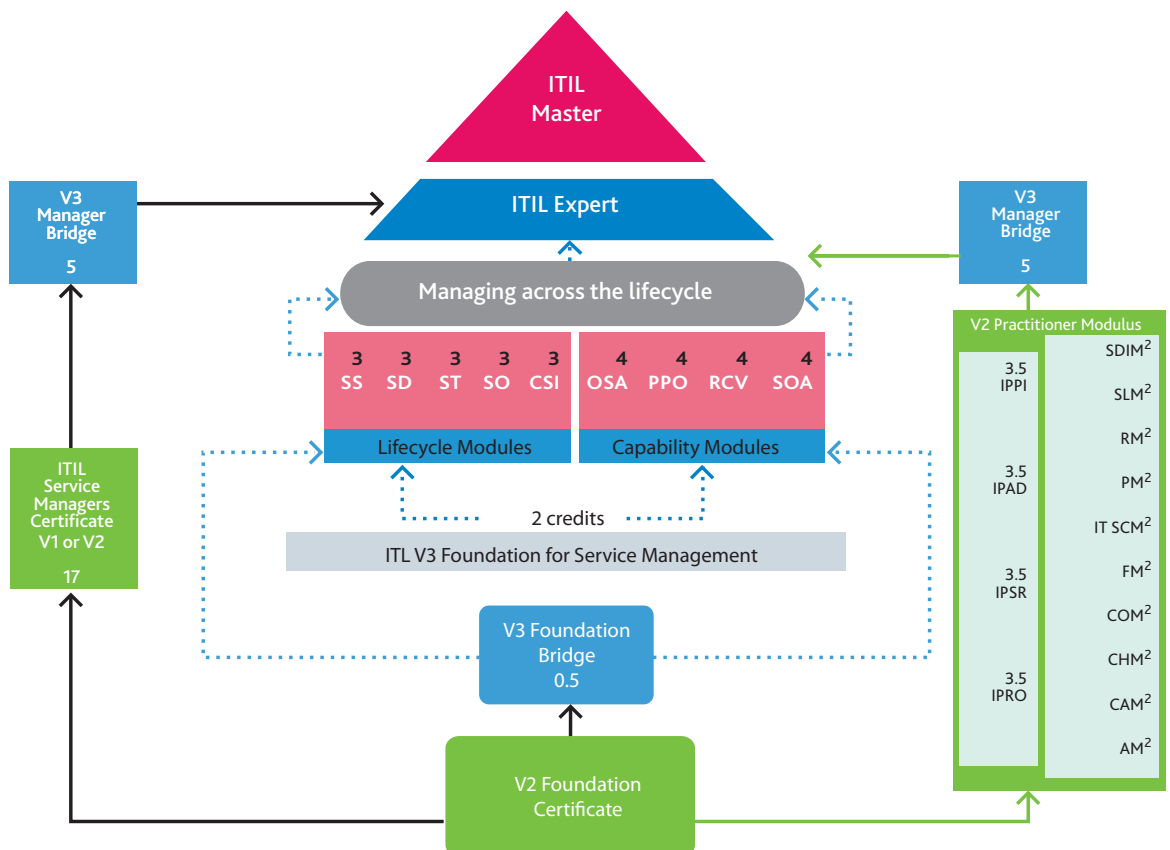 ITIL
Master
ITIL Expert
V3
Manager
Bridge
5
V3
Manager
Bridge
5
Managing across the lifecycle
3 3 3 3 3
SS SD ST SO CSI
4 4 4 4
OSA PPO RCV SOA
Lifecycle Modules
Capability Modules
2 credits
ITL V3 Foundation for Service Management
ITIL
Service
Managers
Certificate
V1 or V2
17
V2 Practitioner Modulus
3.5
IPPI
3.5
IPAD
3.5
IPSR
3.5
IPRO
SDIM²
SLM²
RM²
PM²
IT SCM²
FM²
COM²
CHM²
CAM²
AM²
V3 Foundation
Bridge
0.5
V2 Foundation
Certificate